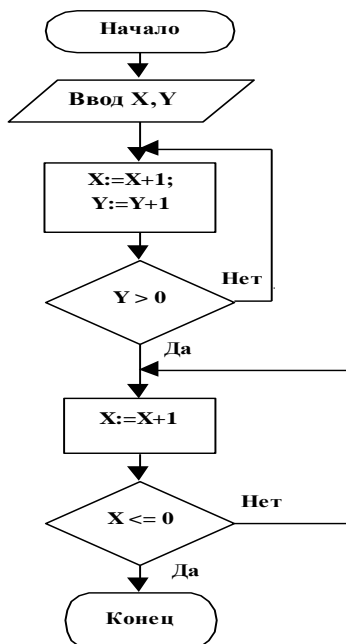 Начало
Ввод X,Y
X:=X+1;
Y:=Y+1
Нет
Y > 0
Да
X:=X+1
Нет
X <= 0
Да
Конец